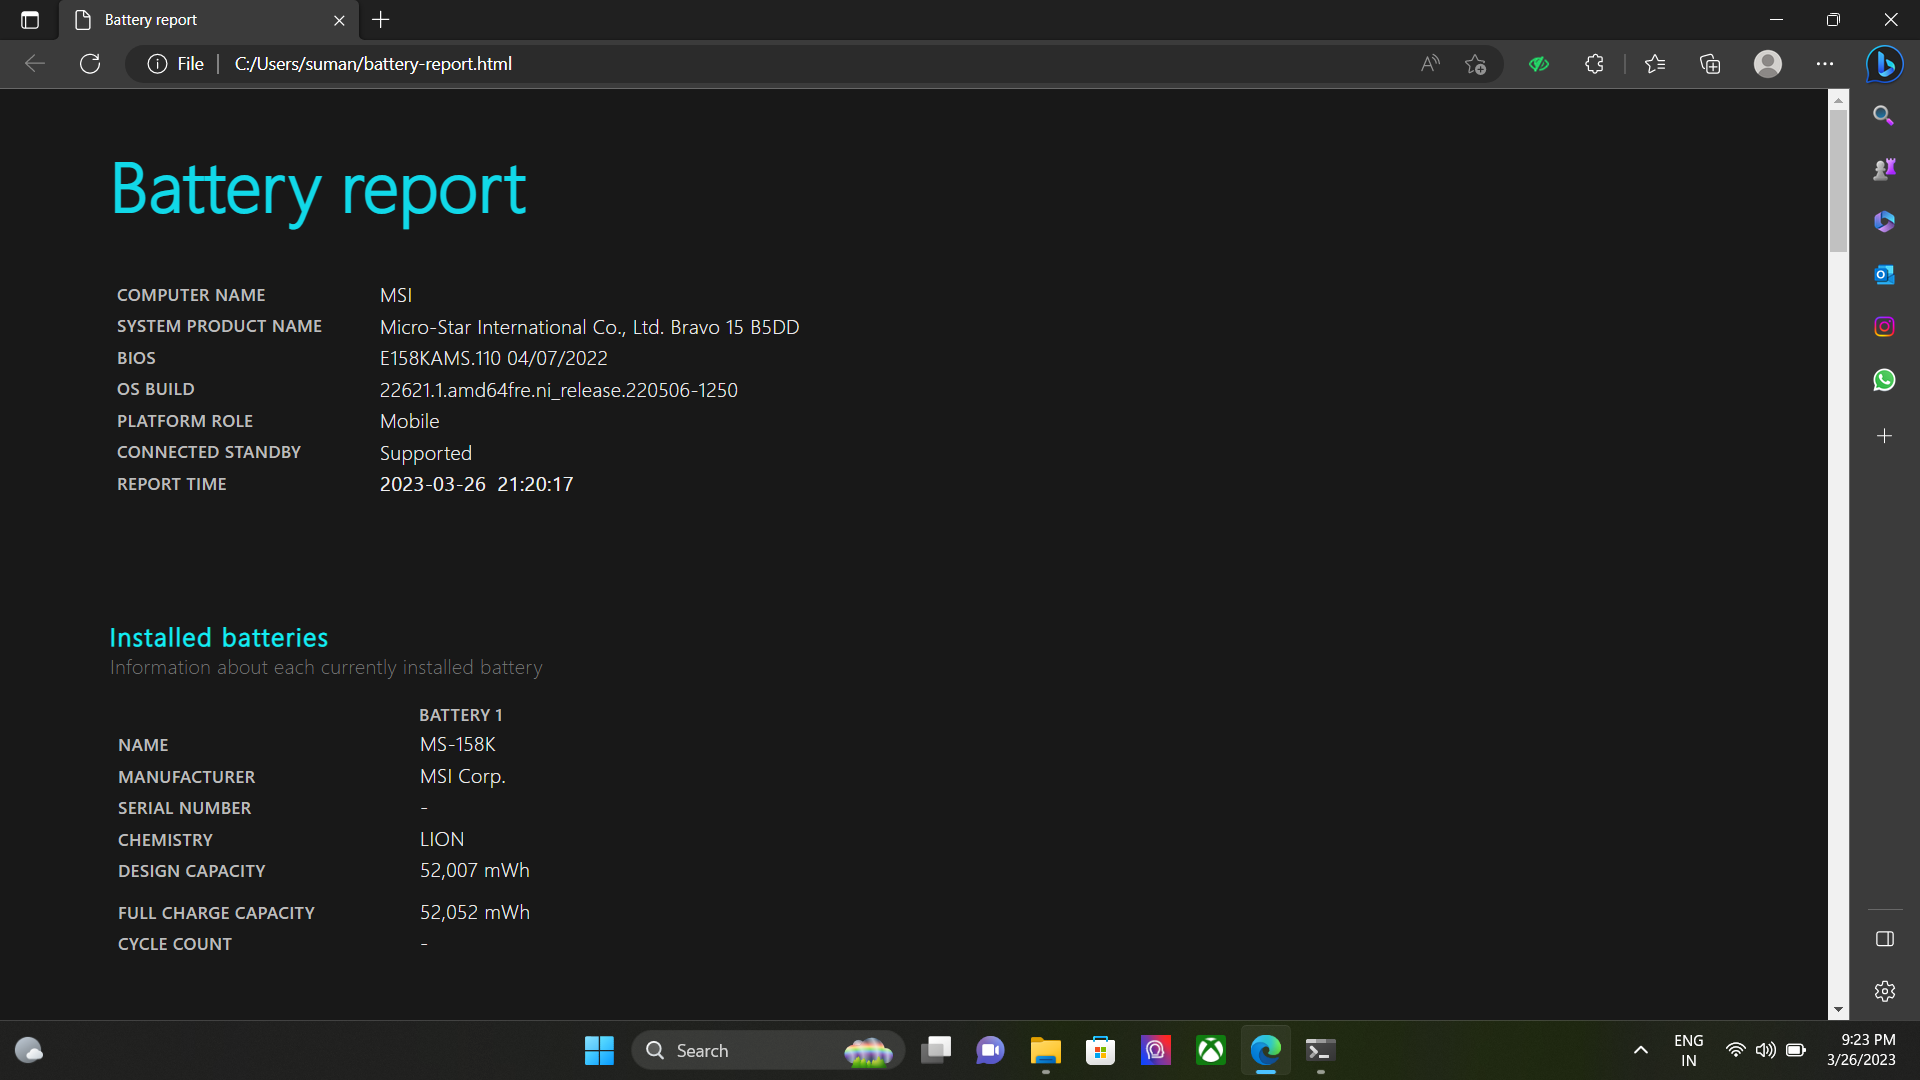 Battery report
File
C:/Users/suman/battery-report.html
Battery report
COMPUTER NAME MSI
SYSTEM PRODUCT NAME Micro-Star International Co., Ltd. Bravo 15 B5DD
BIOS E158KAMS.110 04/07/2022
OS BUILD 22621.1.amd64fre.ni_release.220506-1250
PLATFORM ROLE Mobile
CONNECTED STANDBY Supported
REPORT TIME 2023-03-26 21:20:17
Installed batteries
Information about each currently installed battery
BATTERY 1
NAME MS-158K
MANUFACTURER MSI Corp.
SERIAL NUMBER -
CHEMISTRY LION
DESIGN CAPACITY 52,007 mWh
FULL CHARGE CAPACITY 52,052 mWh
CYCLE COUNT -
Search
ENG
IN
9:23 PM
3/26/2023